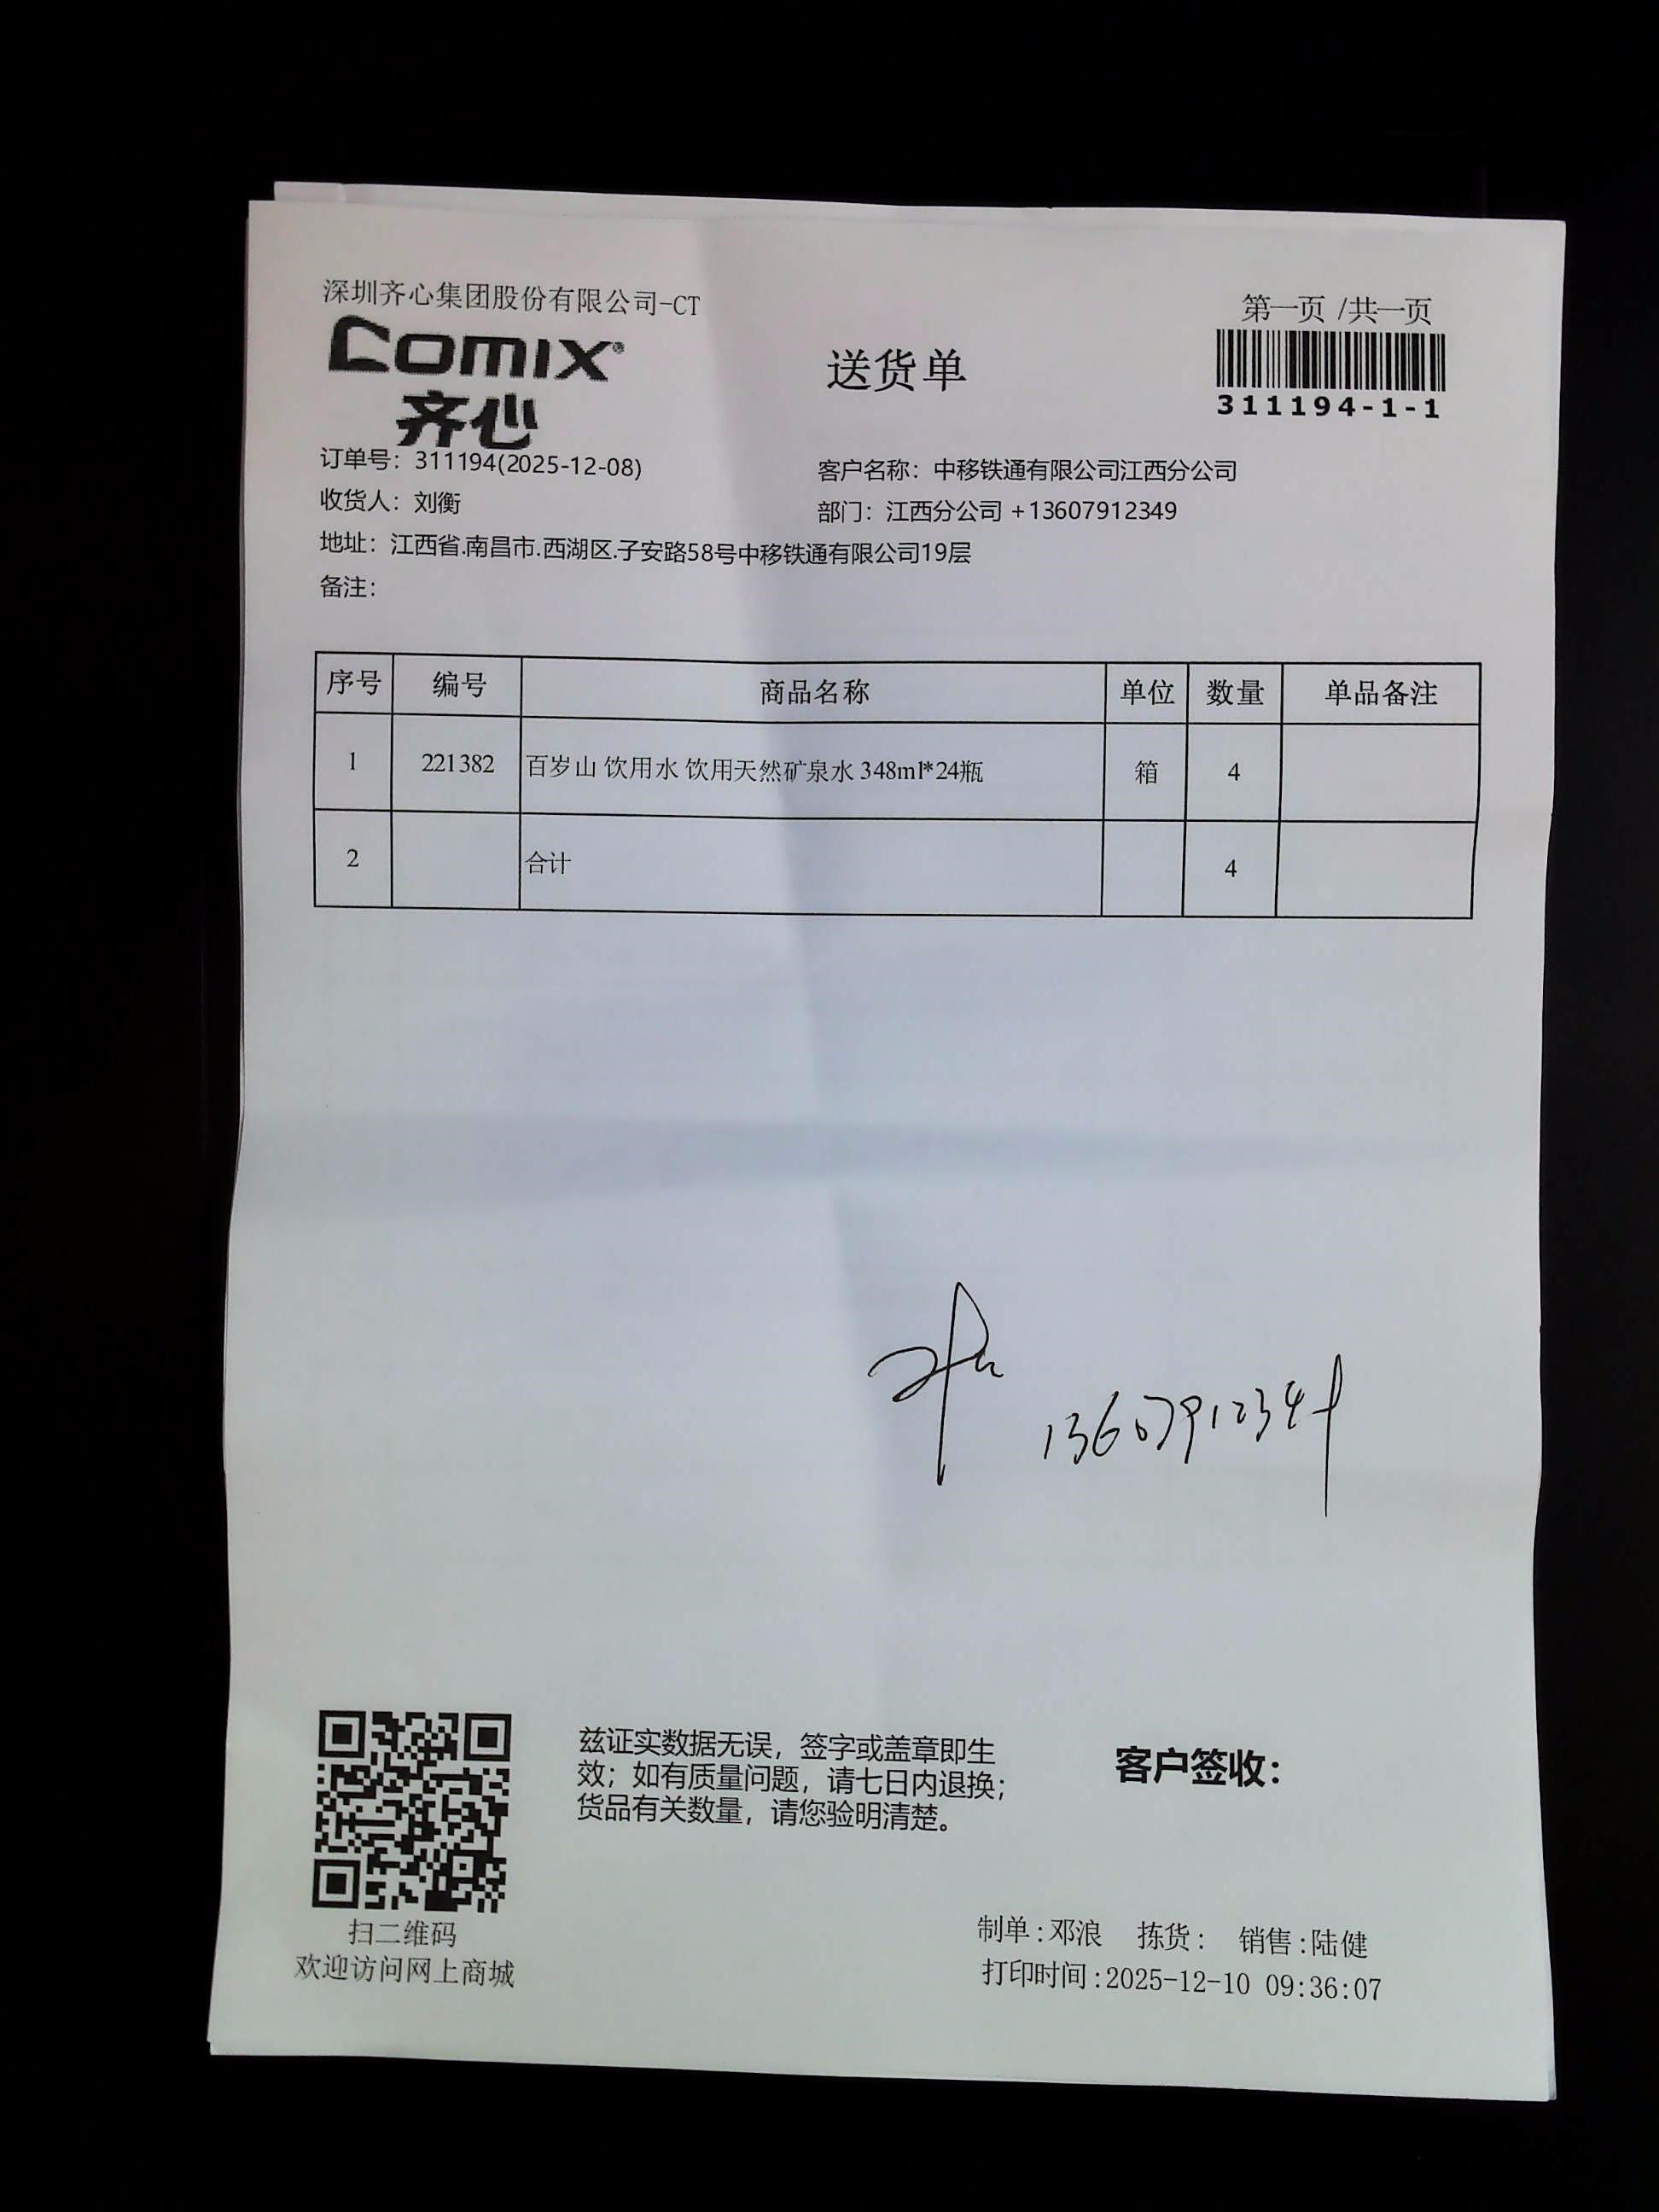 深圳齐心集团股份有限公司-CT
第一页 /共一页
Comix®
齐心
送货单
311194-1-1
订单号：311194(2025-12-08)
客户名称：中移铁通有限公司江西分公司
收货人：刘衡
部门：江西分公司 +13607912349
地址：江西省.南昌市.西湖区.子安路58号中移铁通有限公司19层
备注：
序号 编号 商品名称 单位 数量 单品备注
1 221382 百岁山 饮用水 饮用天然矿泉水 348ml*24瓶 箱 4
2 合计 4
13607912349
兹证实数据无误，签字或盖章即生
效；如有质量问题，请七日内退换；
货品有关数量，请您验明清楚。
客户签收：
扫二维码
欢迎访问网上商城
制单:邓浪 拣货: 销售:陆健
打印时间:2025-12-10 09:36:07